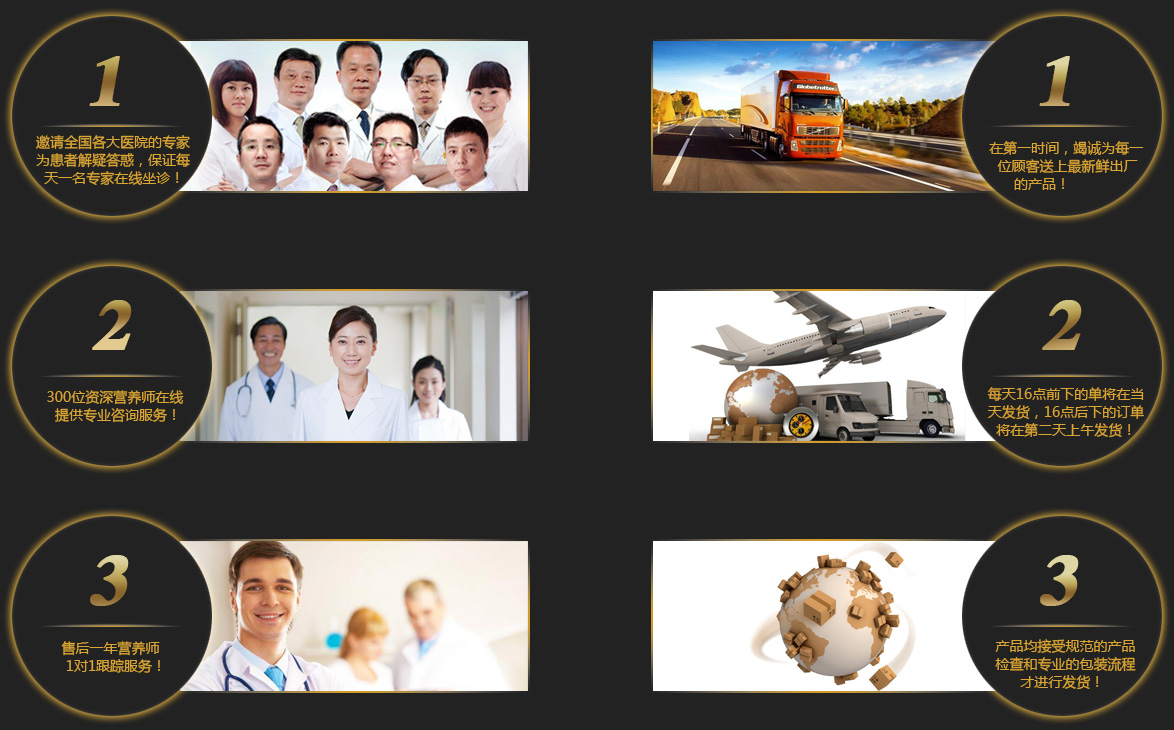 1
邀请全国各大医院的专家
为患者解疑答惑，保证每
天一名专家在线坐诊！
2
300位资深营养师在线
提供专业咨询服务！
3
售后一年营养师
1对1跟踪服务！
Globetrotter
1
在第一时间，竭诚为每一
位顾客送上最新鲜出厂
的产品！
2
每天16点前下的单将在当
天发货，16点后下的订单
将在第二天上午发货！
3
产品均接受规范的产品
检查和专业的包装流程
才进行发货！